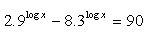 2.9^{\log x} − 8.3^{\log x} = 90